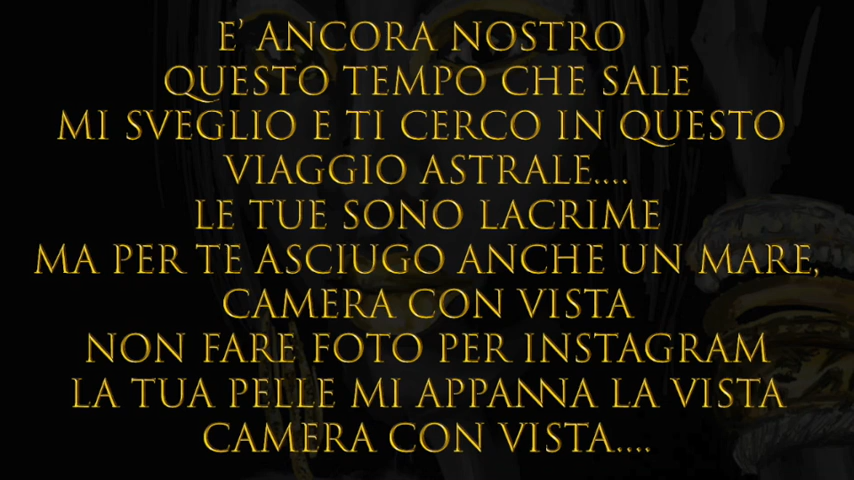 E' ANCORA NOSTRO
QUESTO TEMPO CHE SALE
MI SVEGLIO E TI CERCO IN QUESTO
VIAGGIO ASTRALE....
LE TUE SONO LACRIME
MA PER TE ASCIUGO ANCHE UN MARE,
CAMERA CON VISTA
NON FARE FOTO PER INSTAGRAM
LA TUA PELLE MI APPANNA LA VISTA
CAMERA CON VISTA....